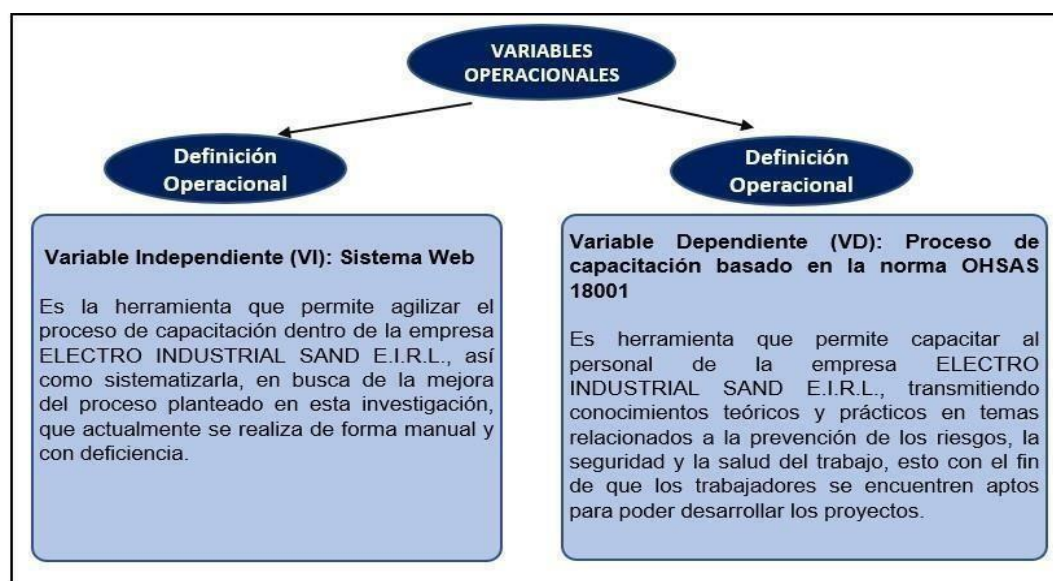 VARIABLES
OPERACIONALES
Definición
Operacional
Definición
Operacional
Variable Independiente (VI): Sistema Web
Es la herramienta que permite agilizar el
proceso de capacitación dentro de la empresa
ELECTRO INDUSTRIAL SAND E.I.R.L., así
como sistematizarla, en busca de la mejora
del proceso planteado en esta investigación,
que actualmente se realiza de forma manual y
con deficiencia.
Variable Dependiente (VD): Proceso de
capacitación basado en la norma OHSAS
18001
Es herramienta que permite capacitar al
personal de la empresa ELECTRO
INDUSTRIAL SAND E.I.R.L., transmitiendo
conocimientos teóricos y prácticos en temas
relacionados a la prevención de los riesgos, la
seguridad y la salud del trabajo, esto con el fin
de que los trabajadores se encuentren aptos
para poder desarrollar los proyectos.